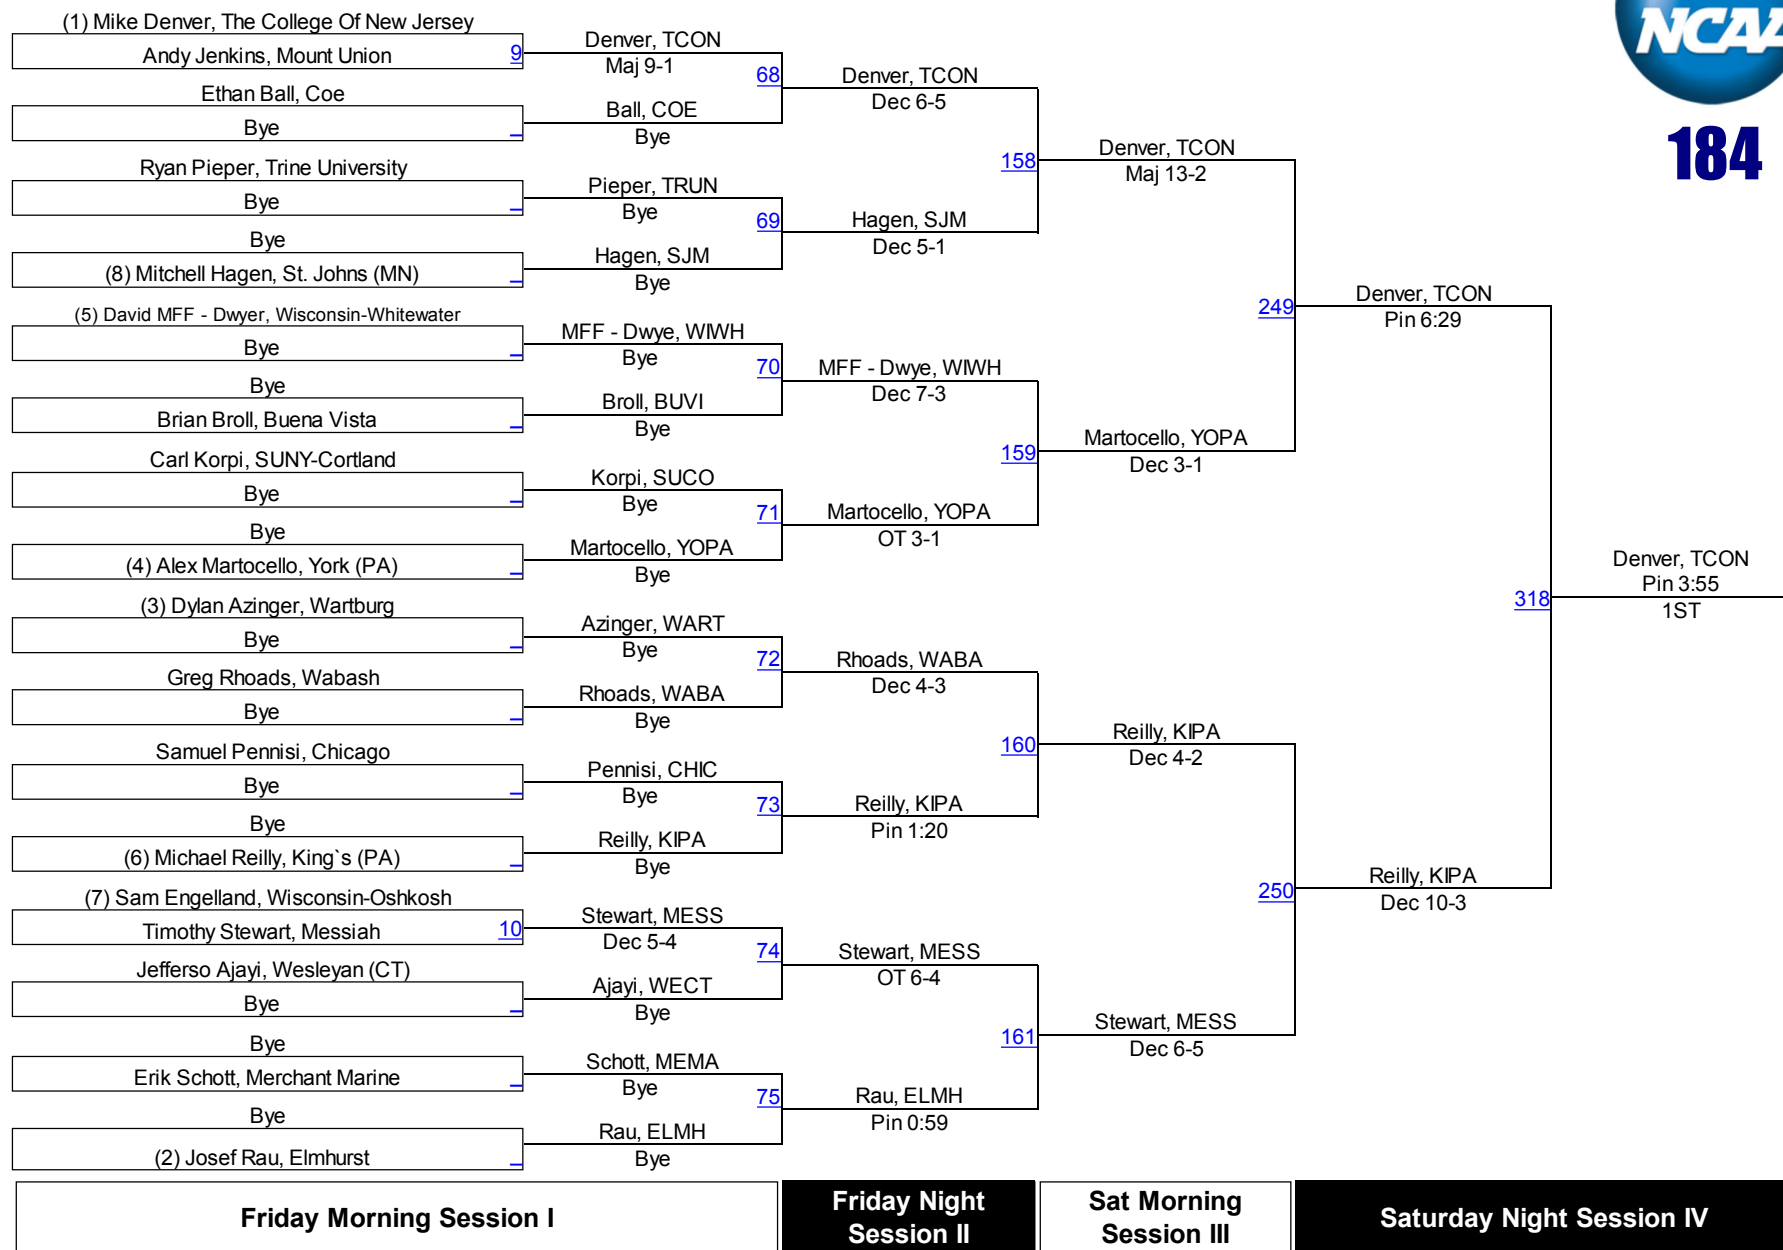 NCAA
184
(1) Mike Denver, The College Of New Jersey
Andy Jenkins, Mount Union 9
Ethan Ball, Coe
Bye
Ryan Pieper, Trine University
Bye
Bye
(8) Mitchell Hagen, St. Johns (MN)
(5) David MFF - Dwyer, Wisconsin-Whitewater
Bye
Bye
Brian Broll, Buena Vista
Carl Korpi, SUNY-Cortland
Bye
Bye
(4) Alex Martocello, York (PA)
(3) Dylan Azinger, Wartburg
Bye
Greg Rhoads, Wabash
Bye
Samuel Pennisi, Chicago
Bye
Bye
(6) Michael Reilly, King`s (PA)
(7) Sam Engelland, Wisconsin-Oshkosh
Timothy Stewart, Messiah 10
Jefferso Ajayi, Wesleyan (CT)
Bye
Bye
Erik Schott, Merchant Marine
Bye
(2) Josef Rau, Elmhurst
Denver, TCON
Maj 9-1
68
Ball, COE
Bye
Pieper, TRUN
Bye
69
Hagen, SJM
Bye
MFF - Dwye, WIWH
Bye
70
Broll, BUVI
Bye
Korpi, SUCO
Bye
71
Martocello, YOPA
Bye
Azinger, WART
Bye
72
Rhoads, WABA
Bye
Pennisi, CHIC
Bye
73
Reilly, KIPA
Bye
Stewart, MESS
Dec 5-4
74
Ajayi, WECT
Bye
Schott, MEMA
Bye
75
Rau, ELMH
Bye
Denver, TCON
Dec 6-5
158
Hagen, SJM
Dec 5-1
MFF - Dwye, WIWH
Dec 7-3
159
Martocello, YOPA
OT 3-1
Rhoads, WABA
Dec 4-3
160
Reilly, KIPA
Pin 1:20
Stewart, MESS
OT 6-4
161
Rau, ELMH
Pin 0:59
Denver, TCON
Maj 13-2
249
Martocello, YOPA
Dec 3-1
Reilly, KIPA
Dec 4-2
250
Stewart, MESS
Dec 6-5
Denver, TCON
Pin 6:29
318
Reilly, KIPA
Dec 10-3
Denver, TCON
Pin 3:55
1ST
Friday Morning Session I
Friday Night
Session II
Sat Morning
Session III
Saturday Night Session IV